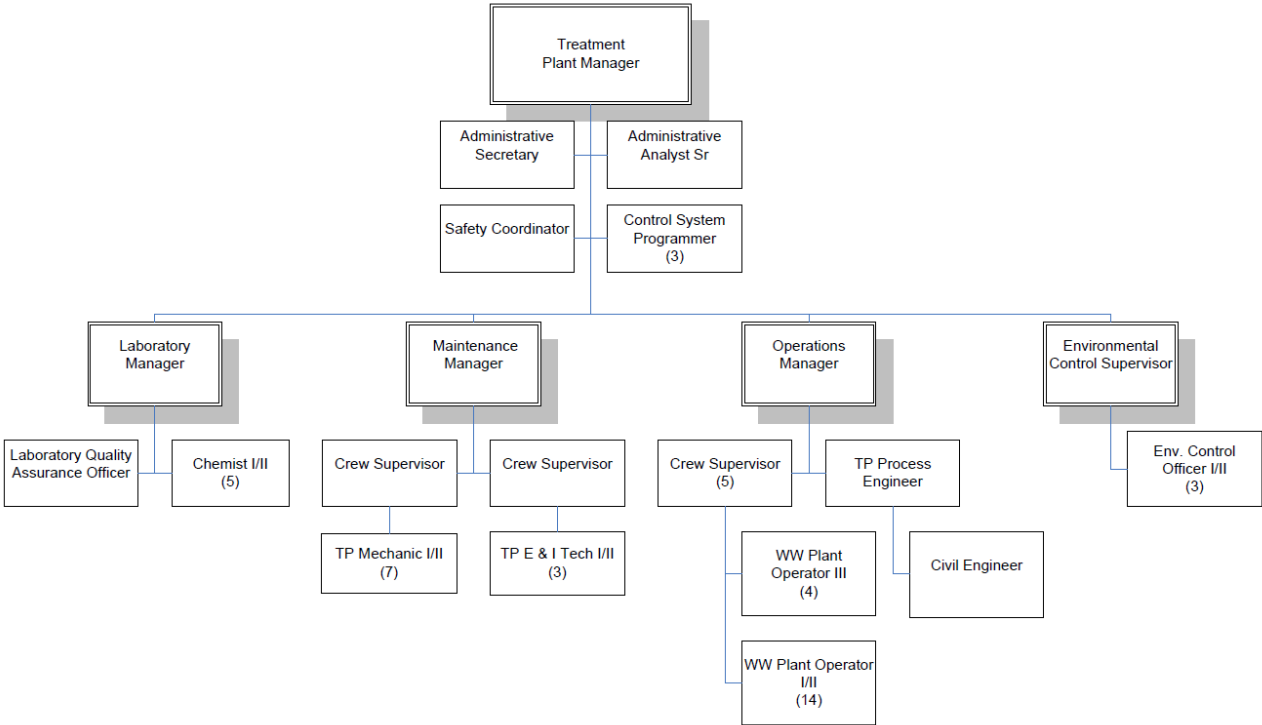 Treatment
Plant Manager
Administrative
Secretary
Administrative
Analyst Sr
Safety Coordinator
Control System
Programmer
(3)
Laboratory
Manager
Maintenance
Manager
Operations
Manager
Environmental
Control Supervisor
Laboratory Quality
Assurance Officer
Chemist I/II
(5)
Crew Supervisor
Crew Supervisor
Crew Supervisor
(5)
TP Process
Engineer
Env. Control
Officer I/II
(3)
TP Mechanic I/II
(7)
TP E & I Tech I/II
(3)
WW Plant
Operator III
(4)
Civil Engineer
WW Plant Operator
I/II
(14)